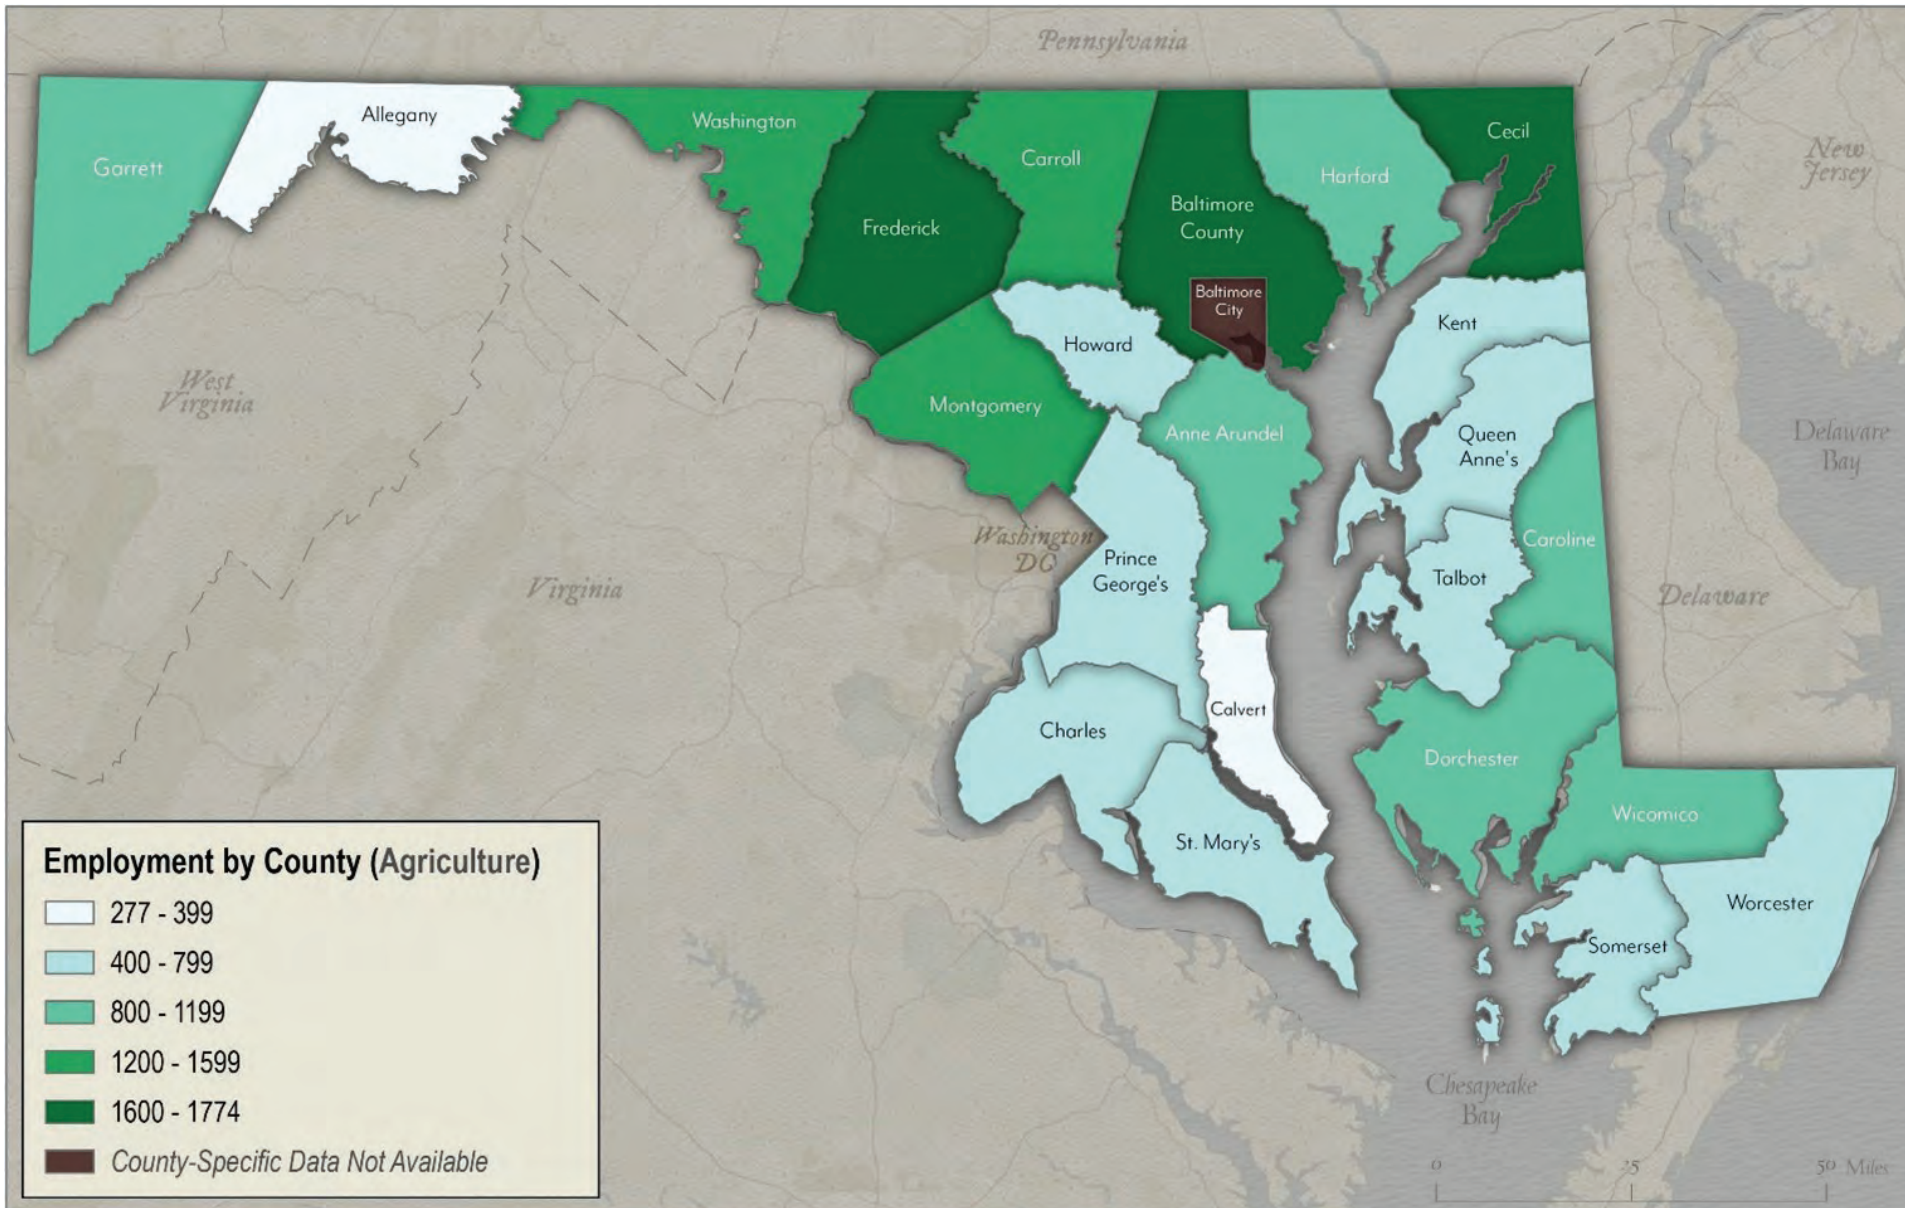 Pennsylvania
New
Jersey
Allegany
Washington
Cecil
Garrett
Carroll
Harford
Frederick
Baltimore
County
Baltimore
City
Kent
Howard
West
Virginia
Montgomery
Anne Arundel
Queen
Anne's
Delaware
Bay
Washington
DC
Prince
George's
Caroline
Talbot
Virginia
Delaware
Calvert
Charles
Dorchester
Wicomico
St. Mary's
Worcester
Somerset
Chesapeake
Bay
Employment by County (Agriculture)
277 - 399
400 - 799
800 - 1199
1200 - 1599
1600 - 1774
County-Specific Data Not Available
0 25 50 Miles